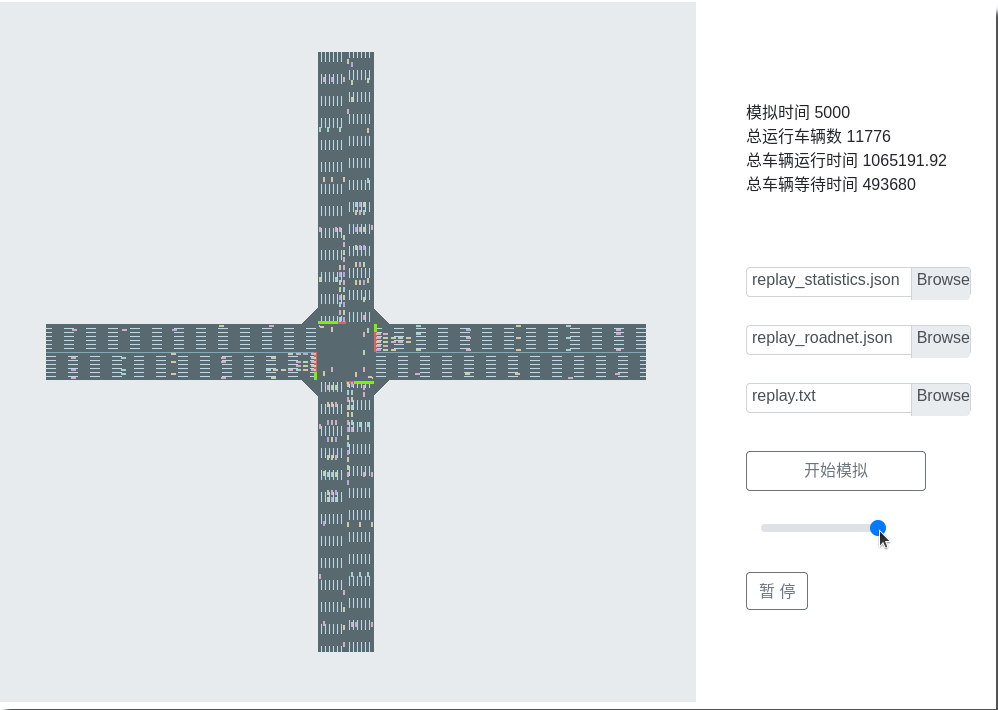 模拟时间 5000
总运行车辆数 11776
总车辆运行时间 1065191.92
总车辆等待时间 493680
replay_statistics.json Browse
replay_roadnet.json Browse
replay.txt Browse
开始模拟
暂 停